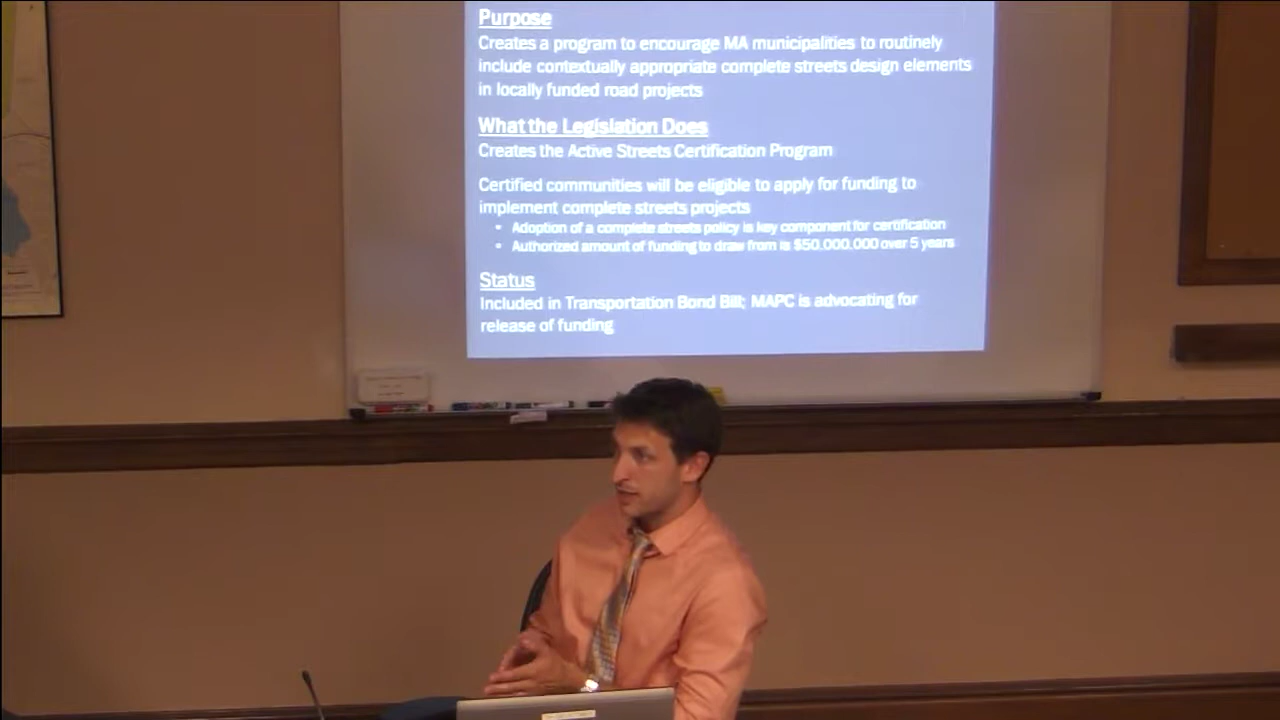 Purpose
Creates a program to encourage MA municipalities to routinely
include contextually appropriate complete streets design elements
in locally funded road projects
What the Legislation Does
Creates the Active Streets Certification Program
Certified communities will be eligible to apply for funding to
implement complete streets projects
• Adoption of a complete streets policy is key component for certification
• Authorized amount of funding to draw from is $50,000,000 over 5 years
Status
Included in Transportation Bond Bill; MAPC is advocating for
release of funding